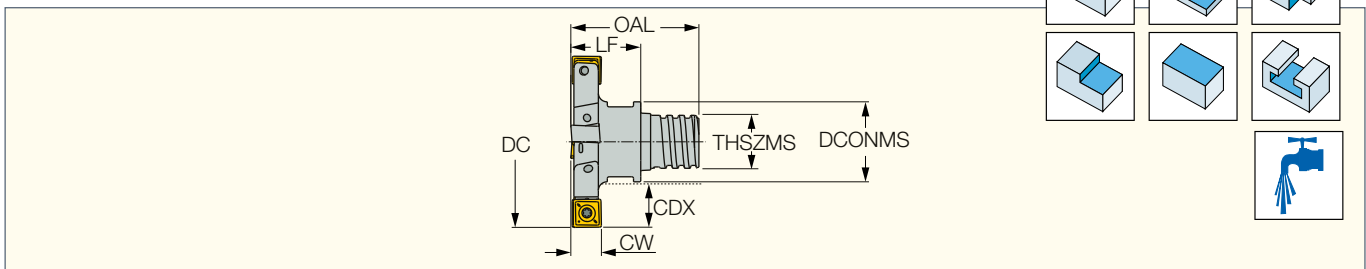 OAL
LF
DC
THSZMS
DCONMS
CDX
CW